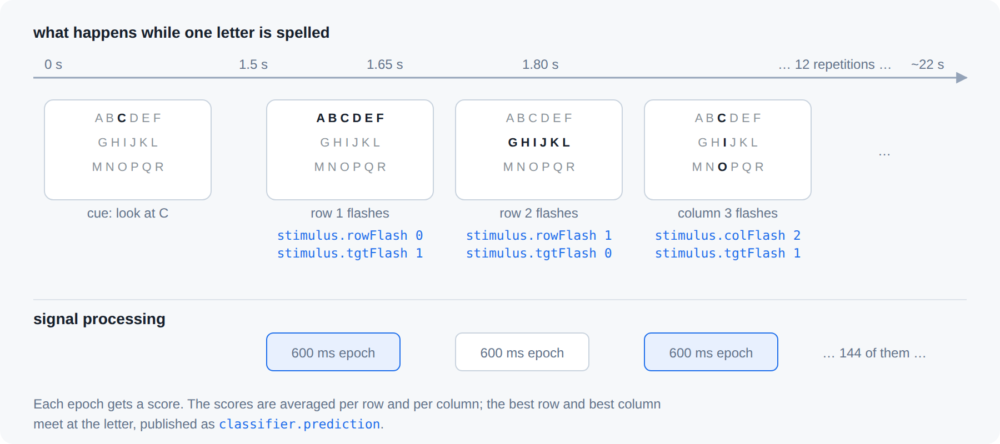 what happens while one letter is spelled
0 s 1.5 s 1.65 s 1.80 s … 12 repetitions … ~22 s
A B C D E F
G H I J K L
M N O P Q R
cue: look at C
A B C D E F
G H I J K L
M N O P Q R
row 1 flashes
stimulus.rowFlash 0
stimulus.tgtFlash 1
A B C D E F
G H I J K L
M N O P Q R
row 2 flashes
stimulus.rowFlash 1
stimulus.tgtFlash 0
A B C D E F
G H I J K L
M N O P Q R
column 3 flashes
stimulus.colFlash 2
stimulus.tgtFlash 1
…
signal processing
600 ms epoch 600 ms epoch 600 ms epoch … 144 of them …
Each epoch gets a score. The scores are averaged per row and per column; the best row and best column
meet at the letter, published as classifier.prediction.